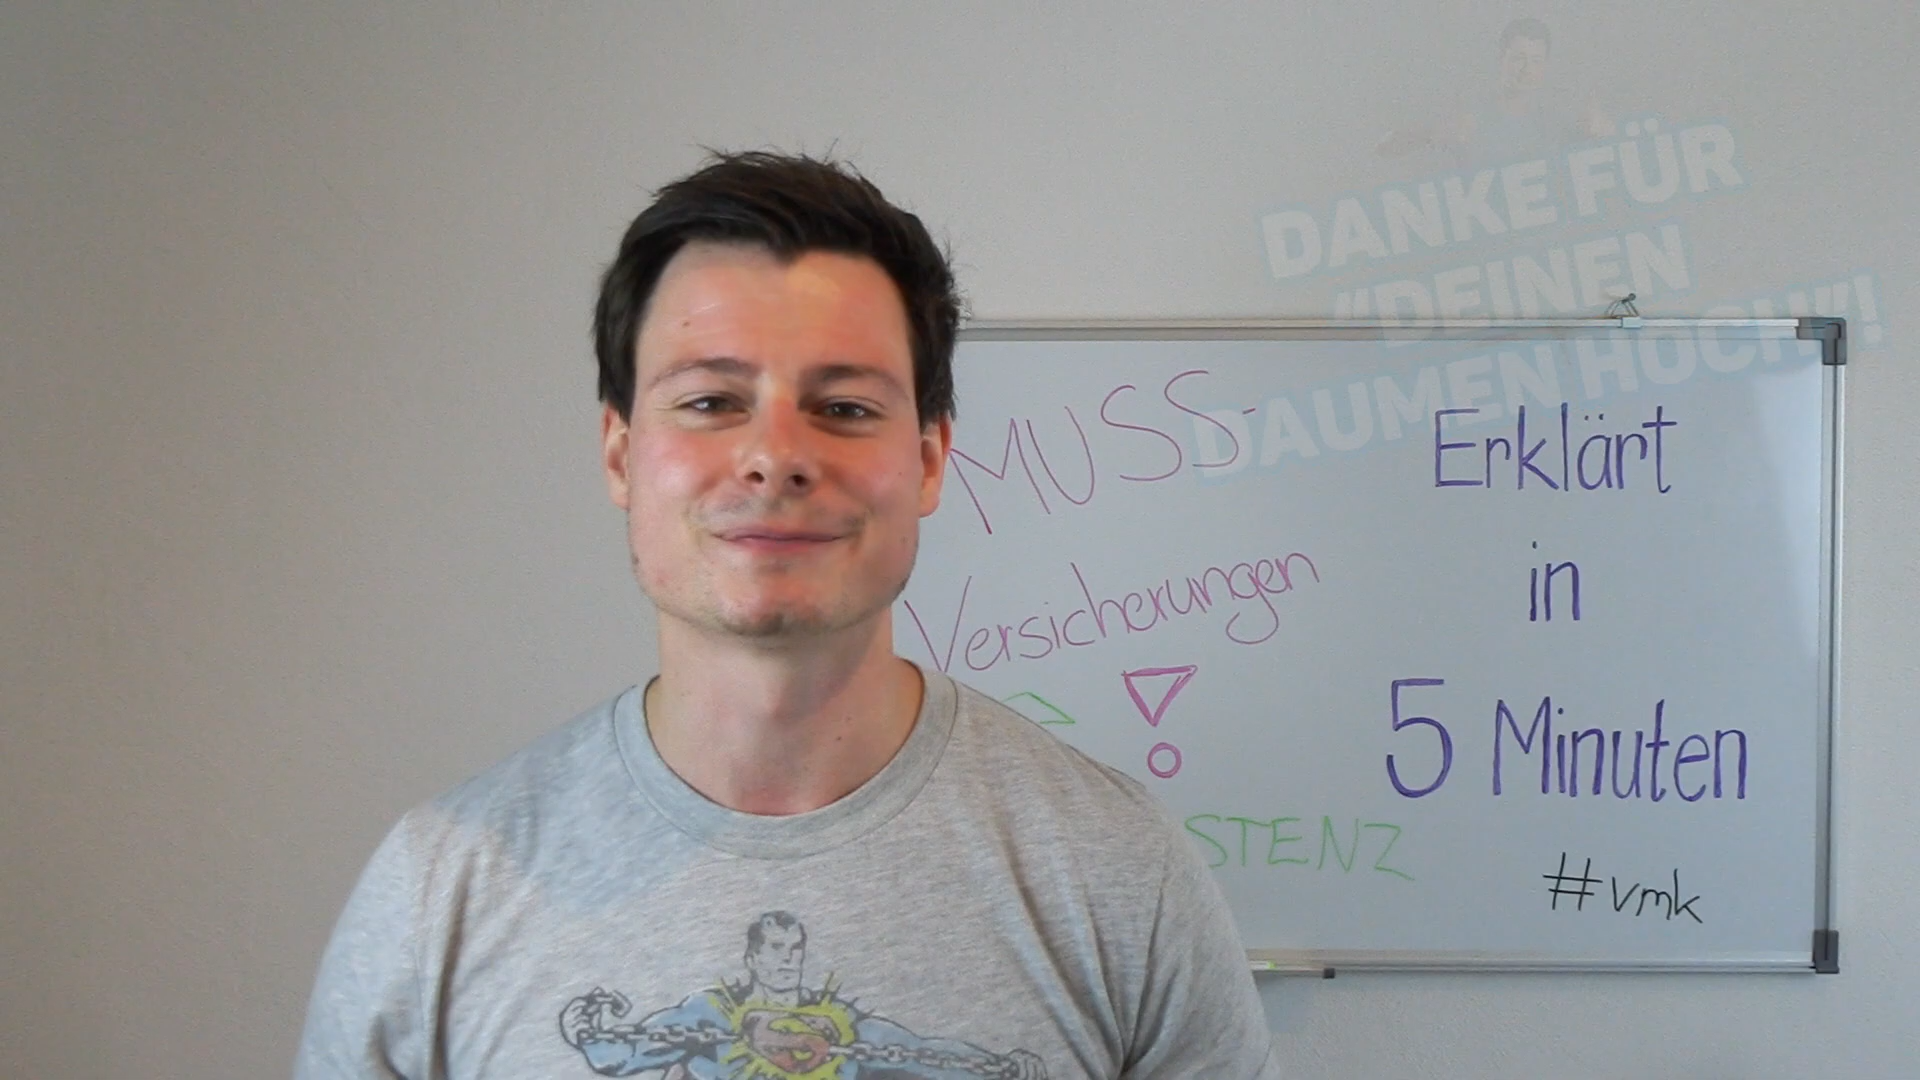 DANKE FÜR
"DEINEN
DAUMEN HOCH"!
MUSS-
Versicherungen
!
STENZ
Erklärt
in
5 Minuten
#vmk